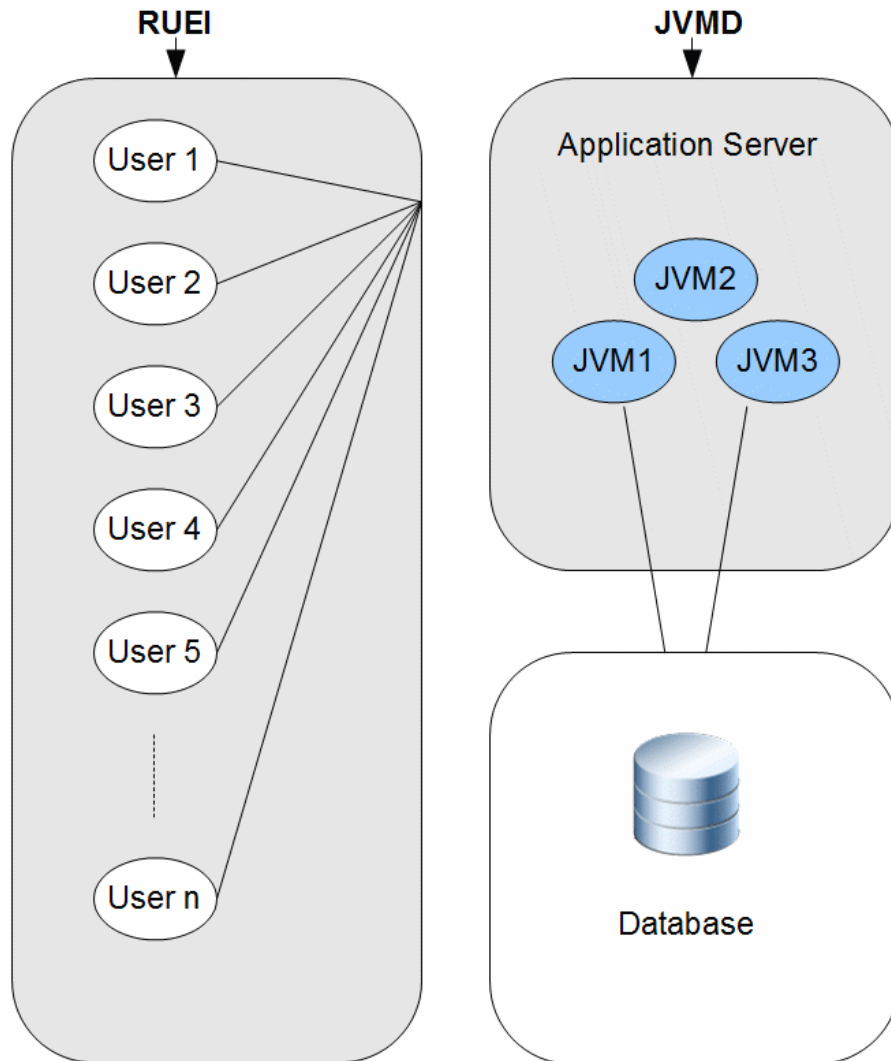 RUEI
User 1
User 2
User 3
User 4
User 5
User n
JVMD
Application Server
JVM2
JVM1
JVM3
Database